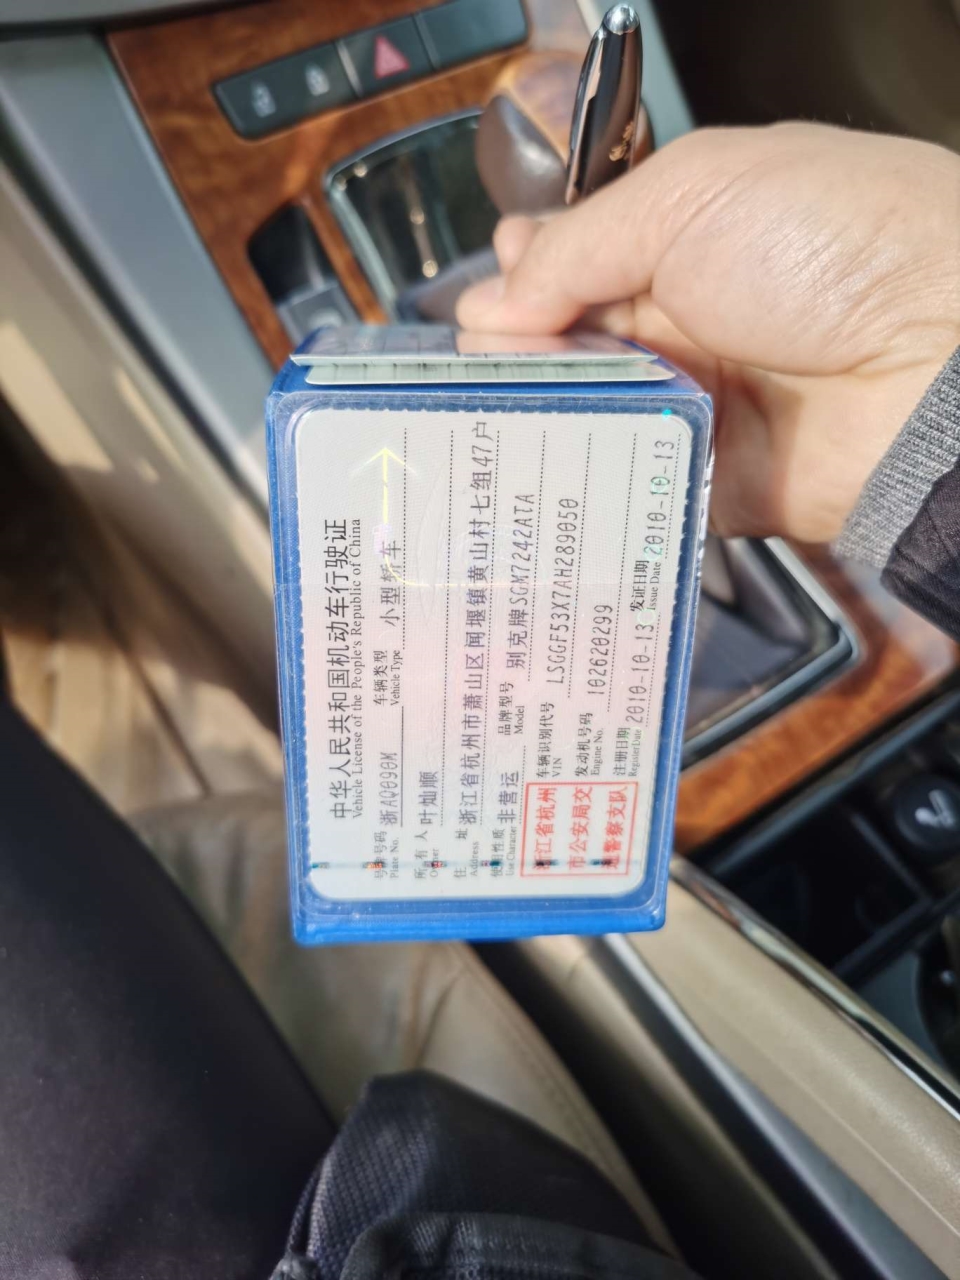 中华人民共和国机动车行驶证
Vehicle License of the People's Republic of China
号牌号码 浙AQ090M 车辆类型 小型轿车
Plate No. Vehicle Type
所有人 叶灿顺
Owner
住址 浙江省杭州市萧山区闻堰镇黄山村七组47户
Address
使用性质 非营运 品牌型号 别克牌SGM7242ATA
Use Character Model
浙江省杭州
市公安局交
通警察支队
车辆识别代号 LSGGF53X7AH289050
VIN
发动机号码 102620299
Engine No.
注册日期 2010-10-13 发证日期 2010-10-13
Register Date Issue Date